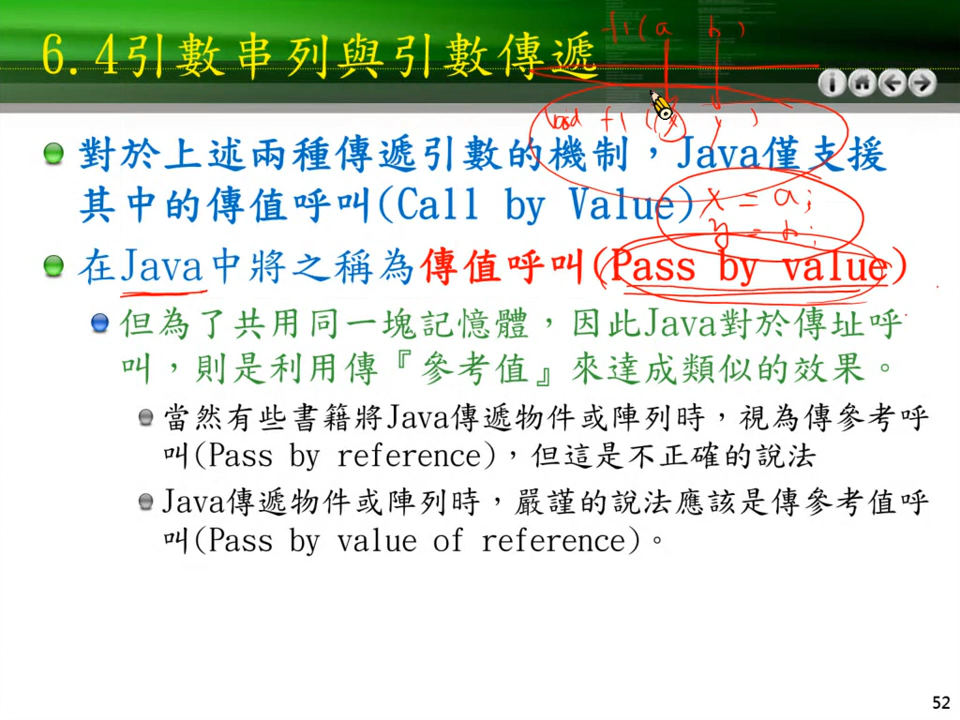 6.4引數串列與引數傳遞
f1(a b)
void f1(x y)
對於上述兩種傳遞引數的機制，Java僅支援
其中的傳值呼叫(Call by Value)
x = a;
y = b;
在Java中將之稱為傳值呼叫(Pass by value)
但為了共用同一塊記憶體，因此Java對於傳址呼
叫，則是利用傳『參考值』來達成類似的效果。
當然有些書籍將Java傳遞物件或陣列時，視為傳參考呼
叫(Pass by reference)，但這是不正確的說法
Java傳遞物件或陣列時，嚴謹的說法應該是傳參考值呼
叫(Pass by value of reference)。
52